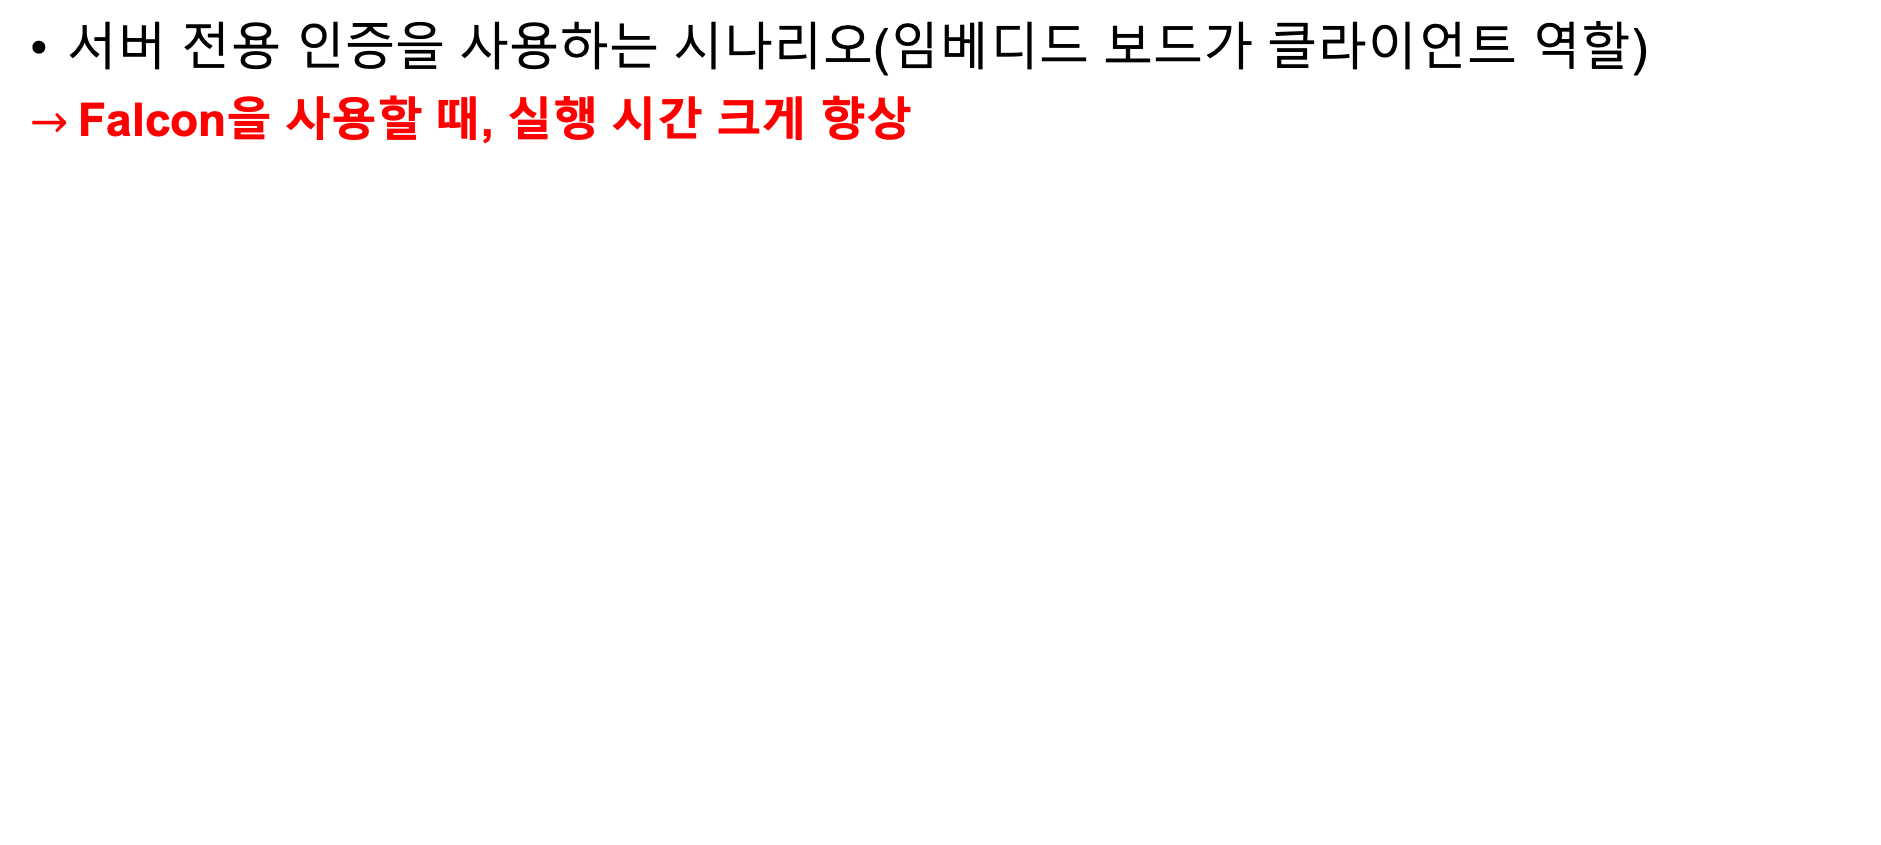 • 서버 전용 인증을 사용하는 시나리오(임베디드 보드가 클라이언트 역할)
→ Falcon을 사용할 때, 실행 시간 크게 향상